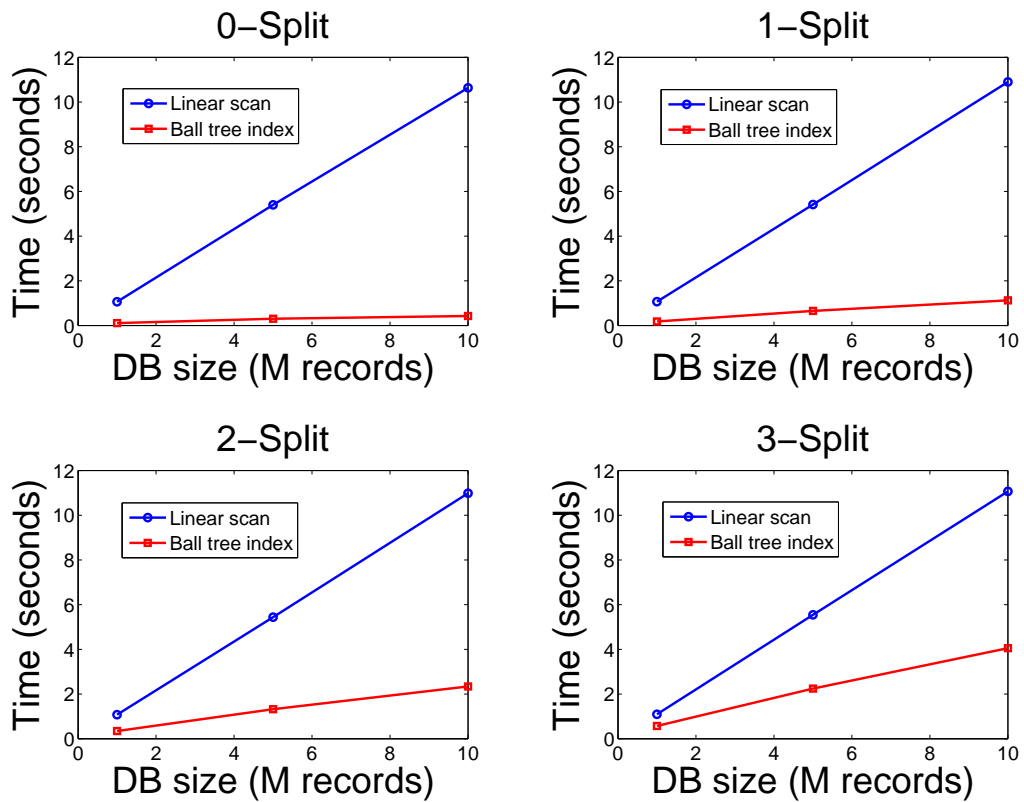 0−Split
12
10
8
6
4
2
0
Time (seconds)
Linear scan
Ball tree index
0 2 4 6 8 10
DB size (M records)
1−Split
12
10
8
6
4
2
0
Time (seconds)
Linear scan
Ball tree index
0 2 4 6 8 10
DB size (M records)
2−Split
12
10
8
6
4
2
0
Time (seconds)
Linear scan
Ball tree index
0 2 4 6 8 10
DB size (M records)
3−Split
12
10
8
6
4
2
0
Time (seconds)
Linear scan
Ball tree index
0 2 4 6 8 10
DB size (M records)